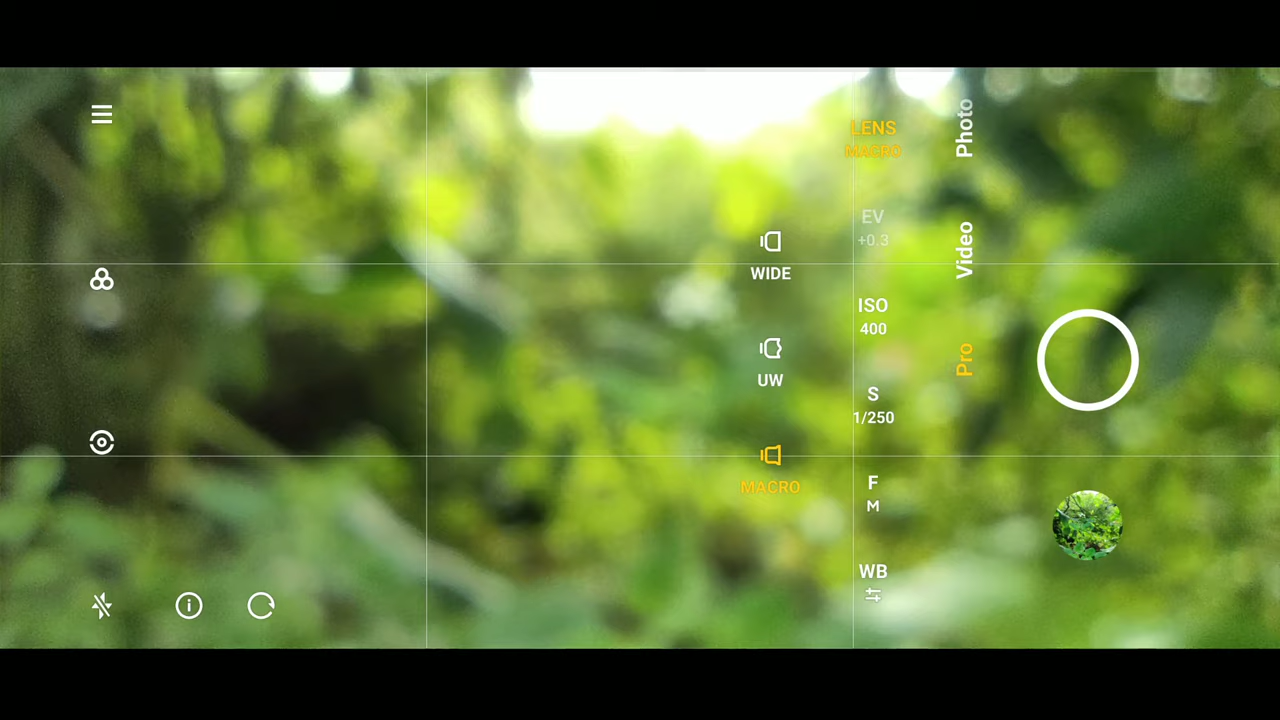 LENS
MACRO
EV
+0.3
ISO
400
S
1/250
F
M
WB
WIDE
UW
MACRO
Photo
Video
Pro